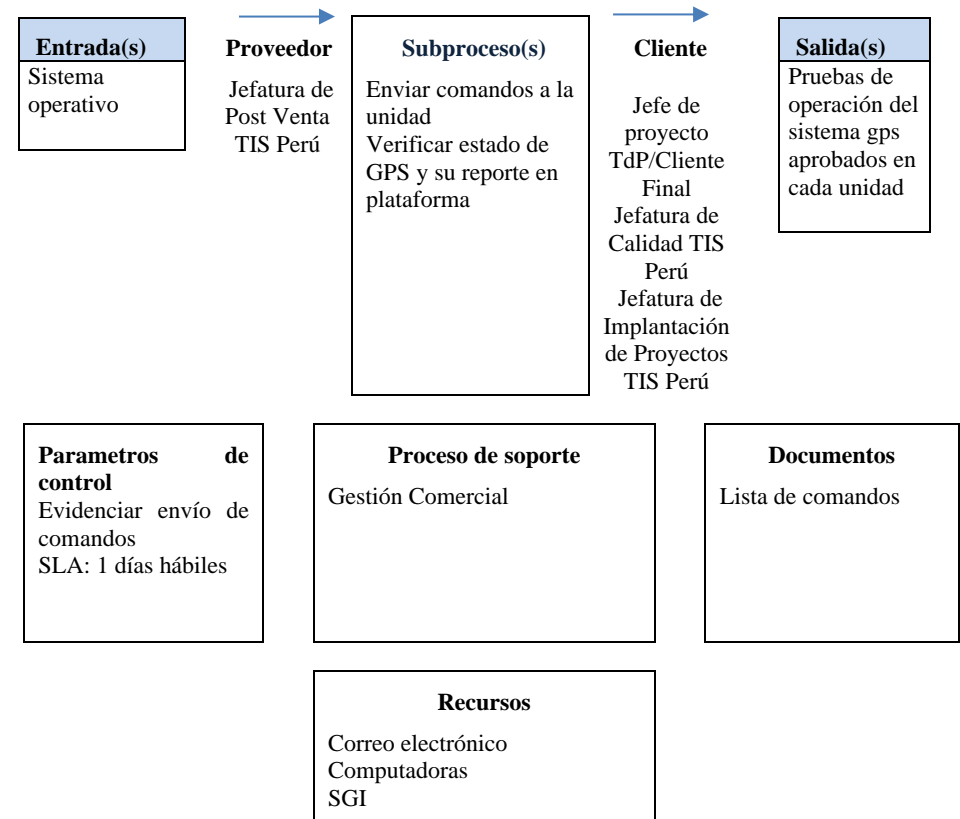 Entrada(s)
Sistema
operativo
Proveedor
Jefatura de
Post Venta
TIS Perú
Subproceso(s)
Enviar comandos a la
unidad
Verificar estado de
GPS y su reporte en
plataforma
Cliente
Jefe de
proyecto
TdP/Cliente
Final
Jefatura de
Calidad TIS
Perú
Jefatura de
Implantación
de Proyectos
TIS Perú
Salida(s)
Pruebas de
operación del
sistema gps
aprobados en
cada unidad
Parametros de
control
Evidenciar envío de
comandos
SLA: 1 días hábiles
Proceso de soporte
Gestión Comercial
Documentos
Lista de comandos
Recursos
Correo electrónico
Computadoras
SGI